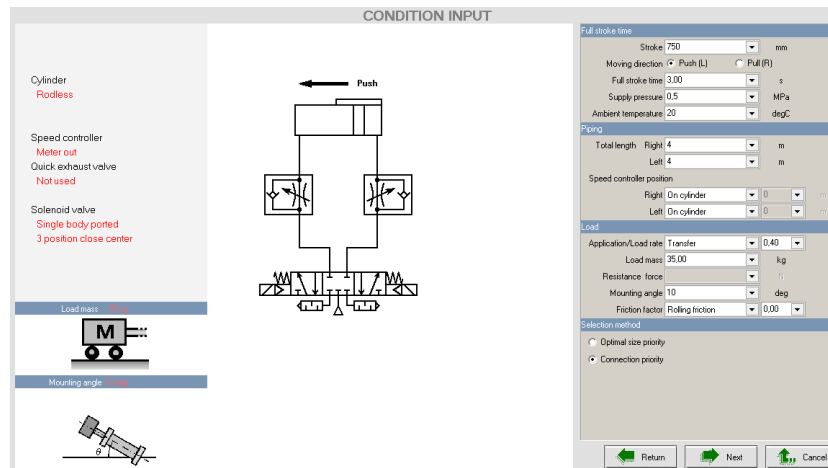 CONDITION INPUT
Cylinder
Rodless
Speed controller
Meter out
Quick exhaust valve
Not used
Solenoid valve
Single body ported
3 position close center
Load mass
M
Mounting angle
θ
Push
Full stroke time
Stroke 750 mm
Moving direction Push (L) Pull (R)
Full stroke time 3,00 s
Supply pressure 0,5 MPa
Ambient temperature 20 degC
Piping
Total length Right 4 m
Left 4 m
Speed controller position
Right On cylinder 0 m
Left On cylinder 0 m
Load
Application/Load rate Transfer 0,40
Load mass 35,00 kg
Resistance force N
Mounting angle 10 deg
Friction factor Rolling friction 0,00
Selection method
Optimal size priority
Connection priority
Return Next Cancel